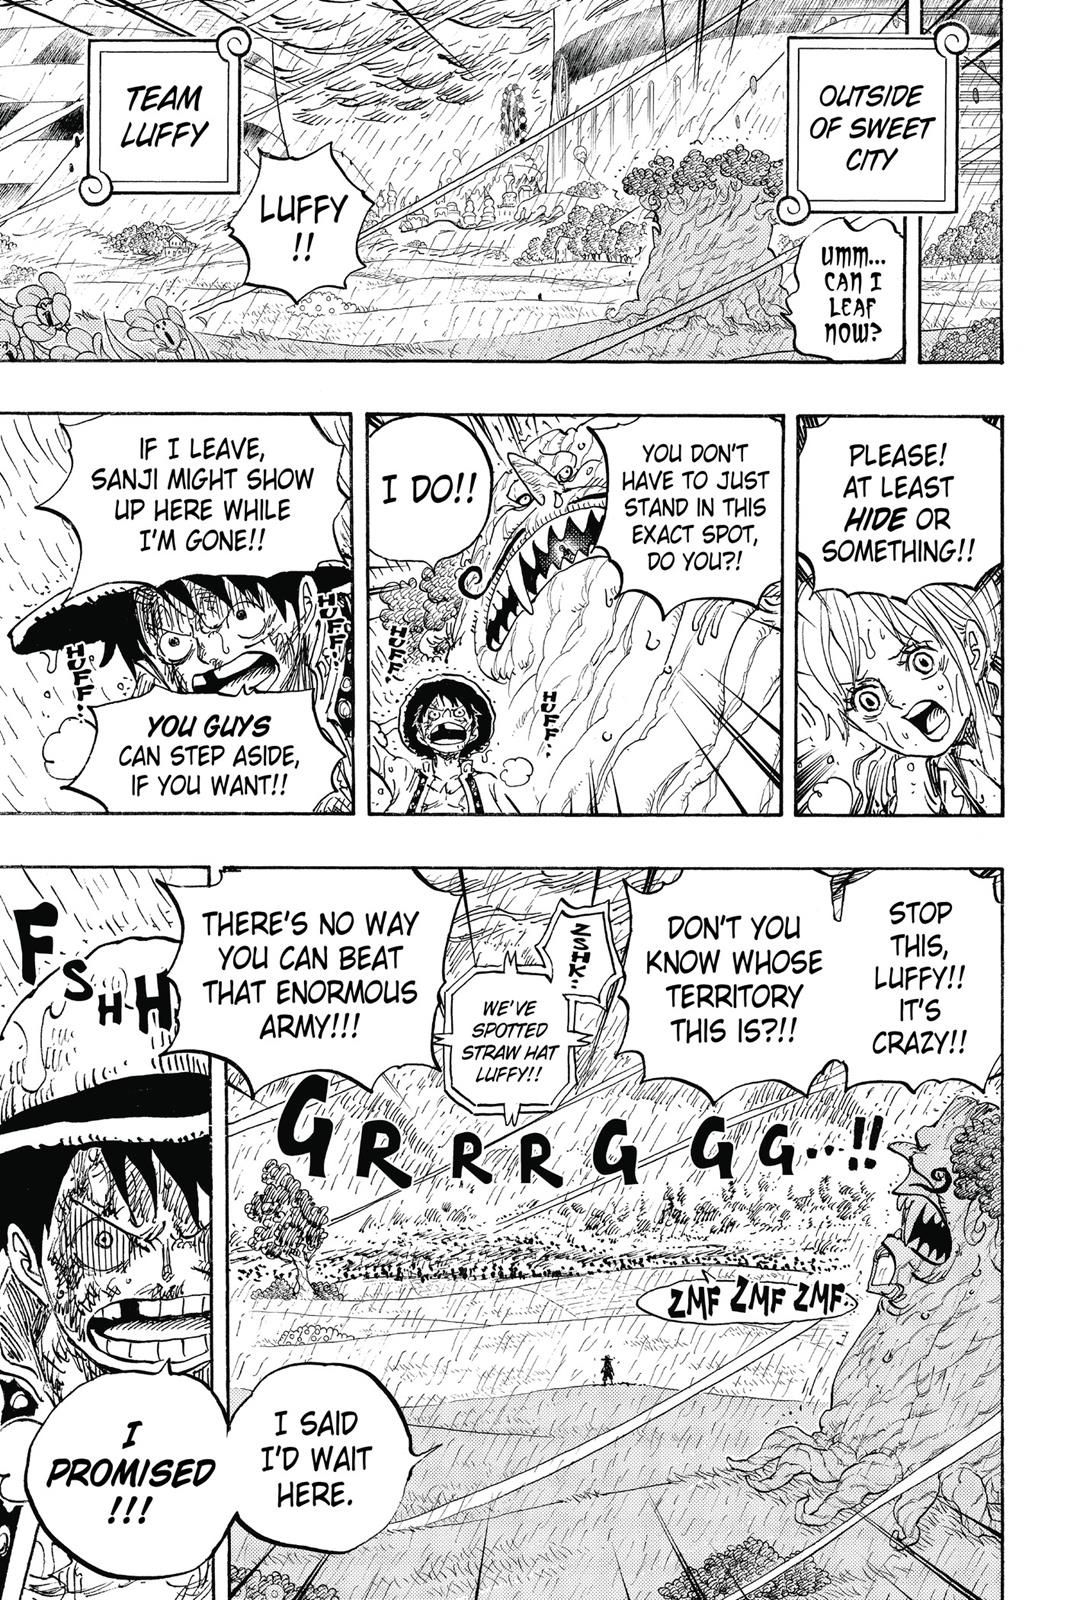 OUTSIDE
OF SWEET
CITY
UMM...
CAN I
LEAF
NOW?
TEAM
LUFFY
LUFFY
!!
PLEASE!
AT LEAST
HIDE OR
SOMETHING!!
YOU DON'T
HAVE TO JUST
STAND IN THIS
EXACT SPOT,
DO YOU?!
I DO!!
HUFF..
HUFF..
IF I LEAVE,
SANJI MIGHT SHOW
UP HERE WHILE
I'M GONE!!
HUFF..
HUFF..
YOU GUYS
CAN STEP ASIDE,
IF YOU WANT!!
STOP
THIS,
LUFFY!!
IT'S
CRAZY!!
DON'T YOU
KNOW WHOSE
TERRITORY
THIS IS?!!
ZSHK..
WE'VE
SPOTTED
STRAW HAT
LUFFY!!
THERE'S NO WAY
YOU CAN BEAT
THAT ENORMOUS
ARMY!!!
GRRRGGG..!!
ZMF ZMF ZMF..
I SAID
I'D WAIT
HERE.
FSHH
I
PROMISED
!!!